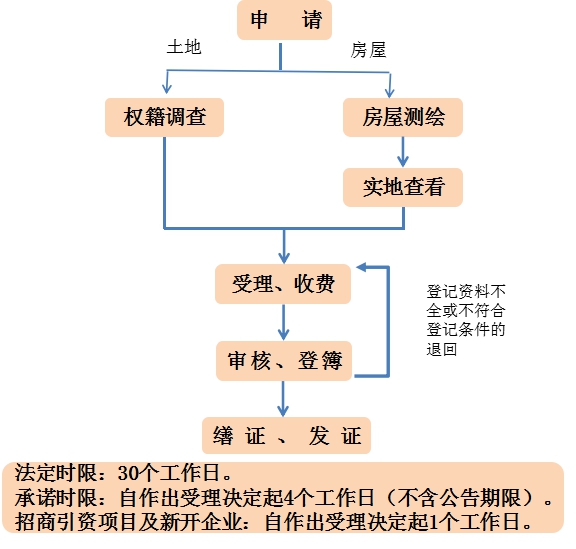 申 请
土地
房屋
权籍调查
房屋测绘
实地查看
受理、收费
登记资料不
全或不符合
登记条件的
退回
审核、登簿
缮 证 、 发 证
法定时限：30个工作日。
承诺时限：自作出受理决定起4个工作日（不含公告期限）。
招商引资项目及新开企业：自作出受理决定起1个工作日。